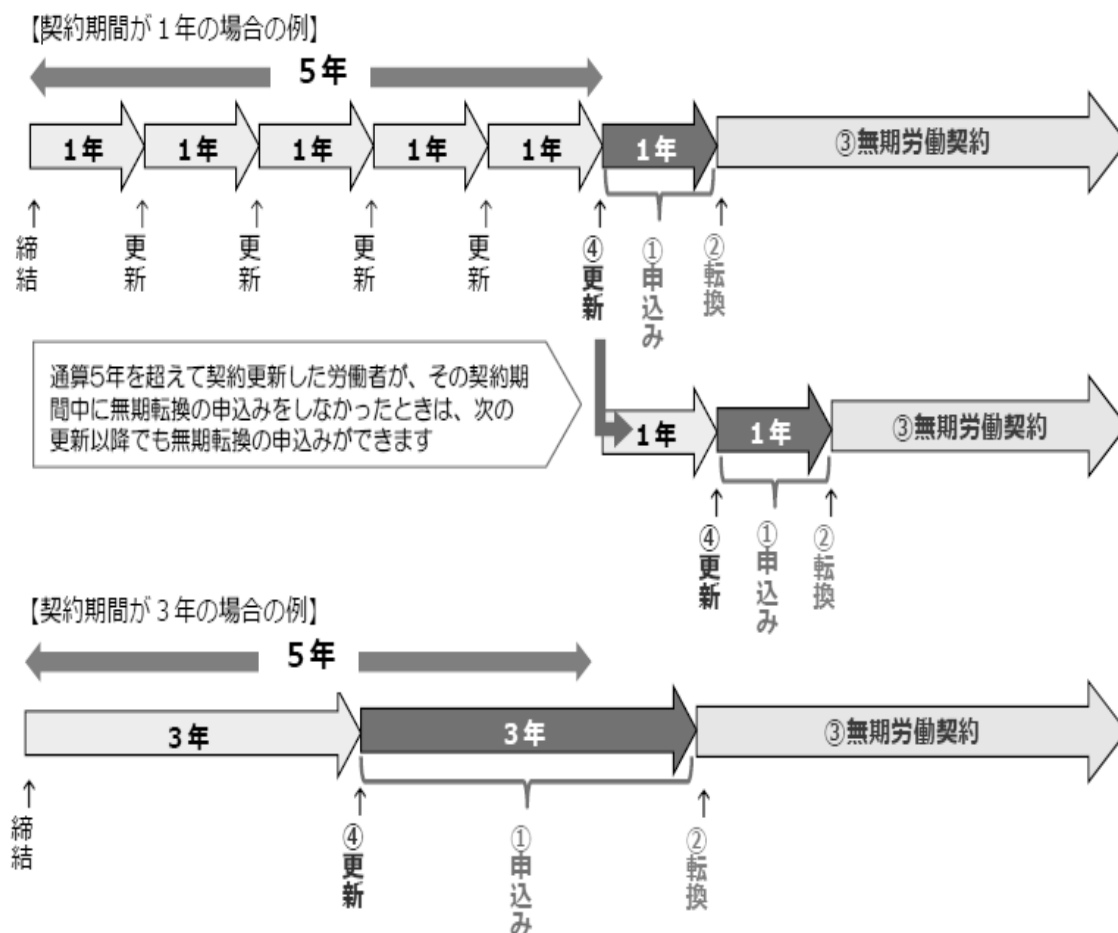 【契約期間が1年の場合の例】
5年
1年
1年
1年
1年
1年
1年
③無期労働契約
締結
更新
更新
更新
更新
④更新
①申込み
②転換
通算5年を超えて契約更新した労働者が、その契約期
間中に無期転換の申込みをしなかったときは、次の
更新以降でも無期転換の申込みができます
1年
1年
③無期労働契約
④更新
①申込み
②転換
【契約期間が3年の場合の例】
5年
3年
3年
③無期労働契約
締結
④更新
①申込み
②転換